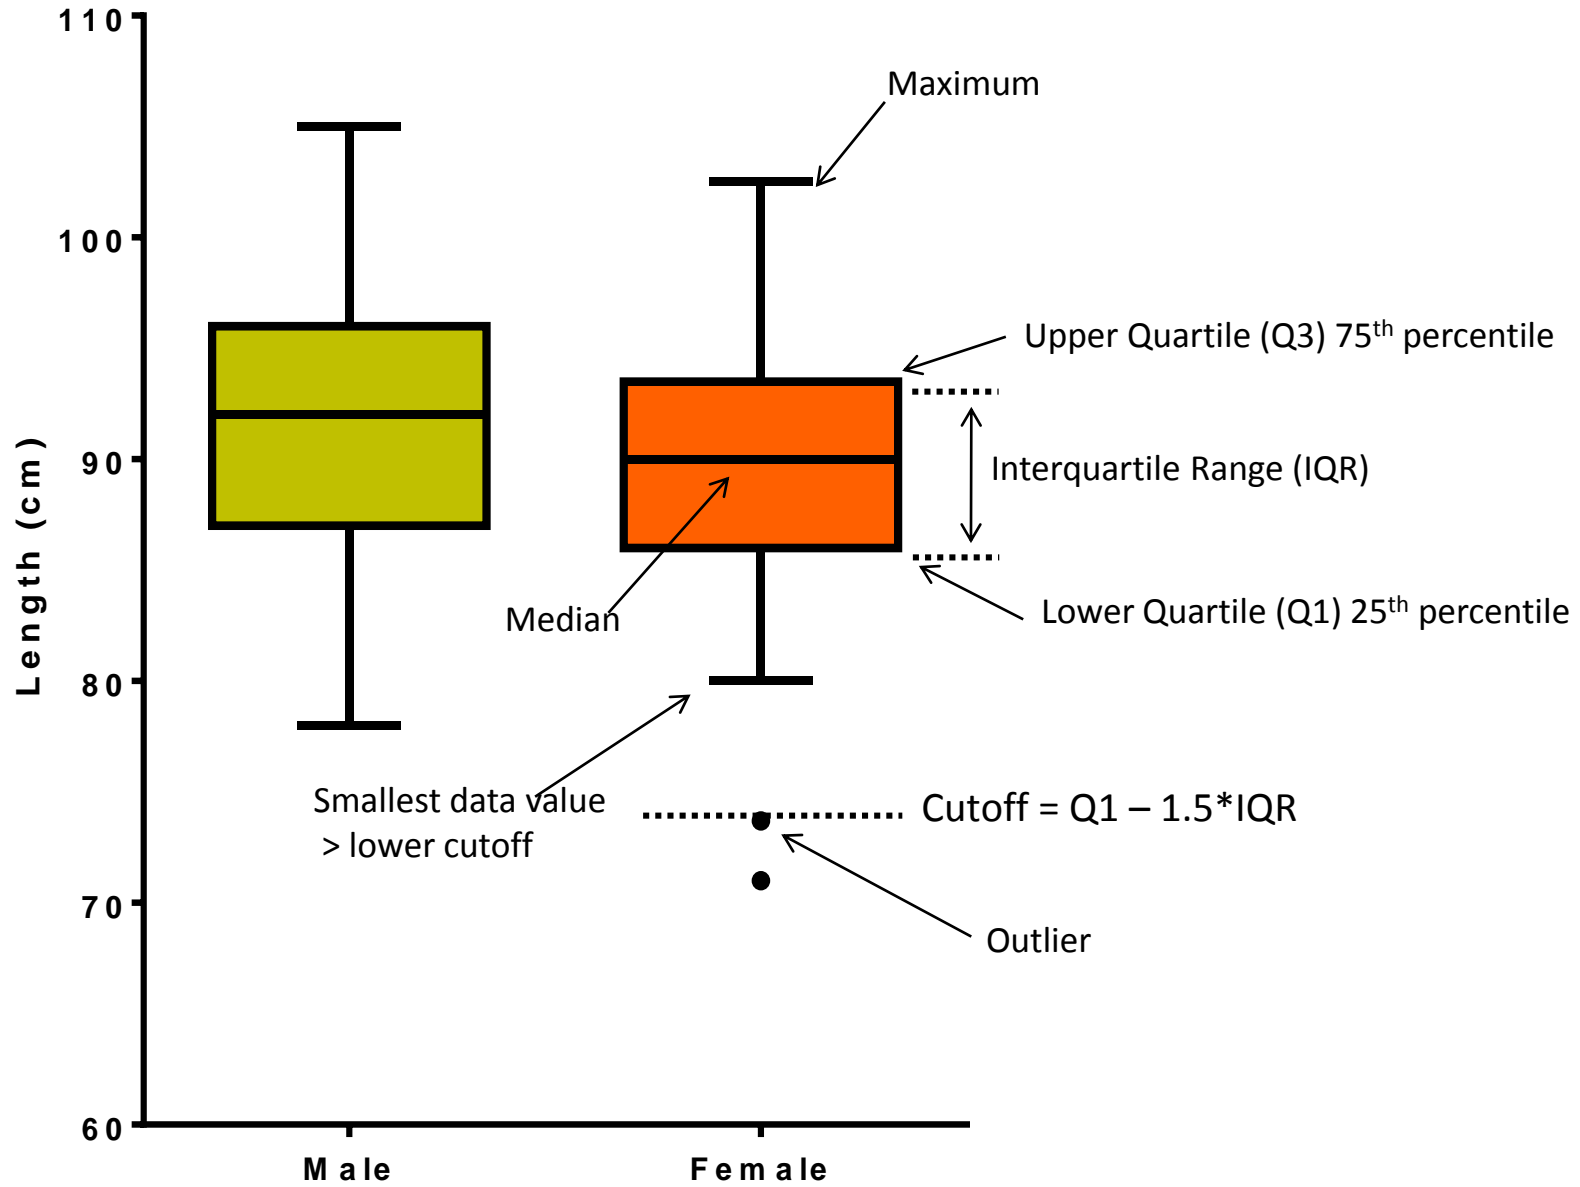 110
Maximum
100
Upper Quartile (Q3) 75th percentile
Length (cm)
90
Interquartile Range (IQR)
Median
Lower Quartile (Q1) 25th percentile
80
Smallest data value
> lower cutoff
Cutoff = Q1 – 1.5*IQR
70
Outlier
60
Male
Female